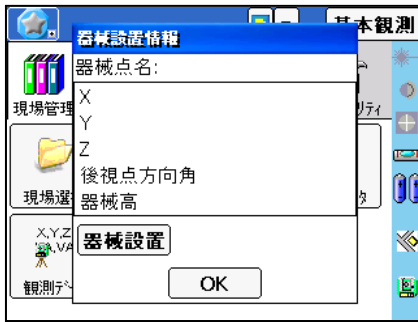 基本観測
器械設置情報
器械点名:
X
Y
Z
後視点方向角
器械高
器械設置
OK
現場管理
現場選
X,Y,Z
観測デ